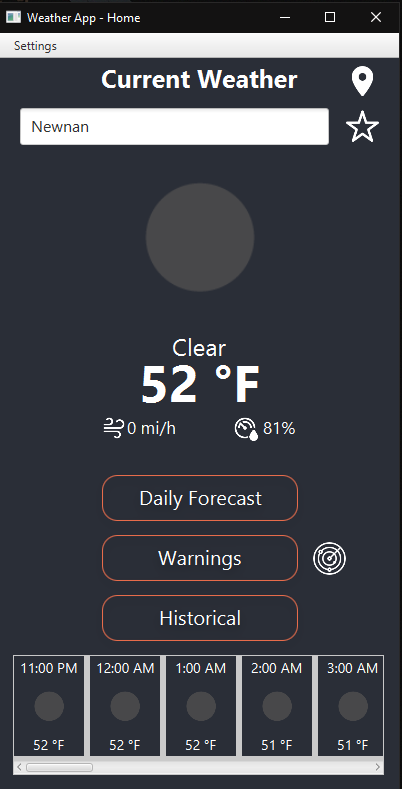 Weather App - Home
Settings
Current Weather
Newnan
Clear
52 °F
0 mi/h 81%
Daily Forecast
Warnings
Historical
11:00 PM 12:00 AM 1:00 AM 2:00 AM 3:00 AM
52 °F 52 °F 52 °F 51 °F 51 °F